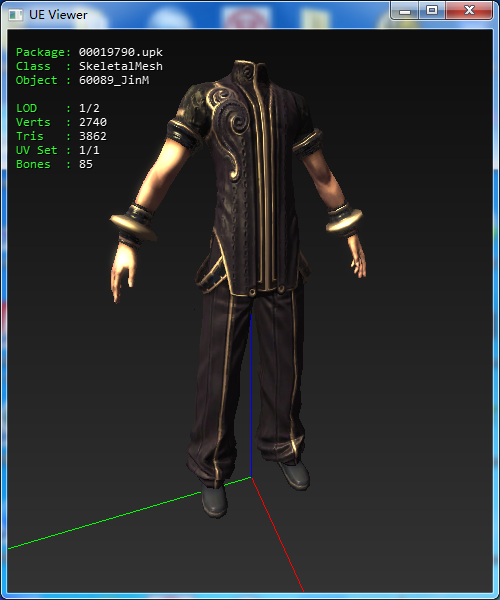 UE Viewer
Package: 00019790.upk
Class : SkeletalMesh
Object : 60089_JinM
LOD : 1/2
Verts : 2740
Tris : 3862
UV Set : 1/1
Bones : 85